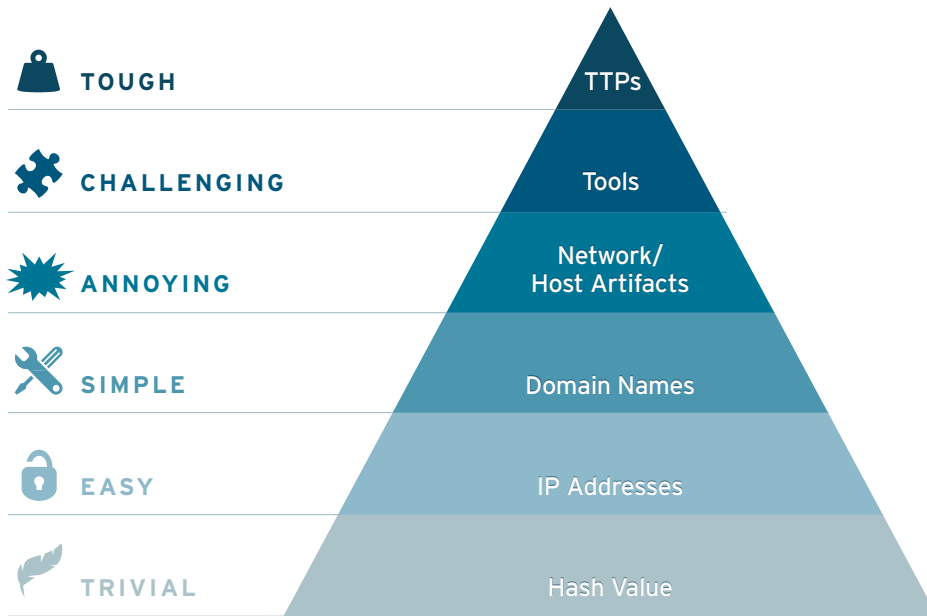 TOUGH
TTPs
CHALLENGING
Tools
ANNOYING
Network/
Host Artifacts
SIMPLE
Domain Names
EASY
IP Addresses
TRIVIAL
Hash Value